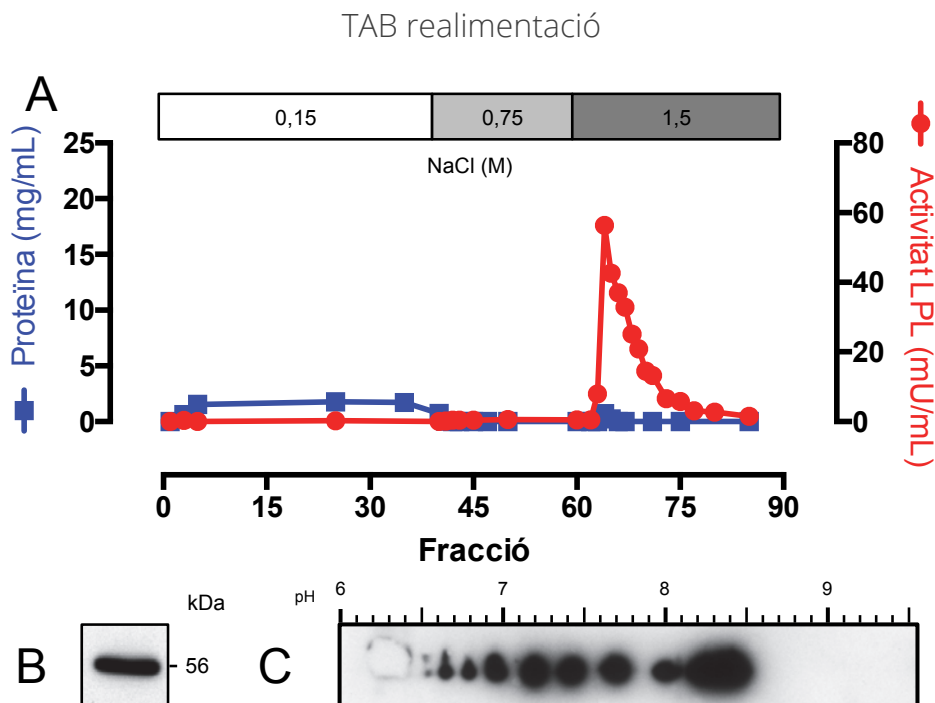 TAB realimentació
A
0,15 0,75 1,5
NaCl (M)
Proteïna (mg/mL)
25
20
15
10
5
0
80
60
40
20
0
Activitat LPL (mU/mL)
0 15 30 45 60 75 90
Fracció
B
kDa
56
C
pH 6 7 8 9